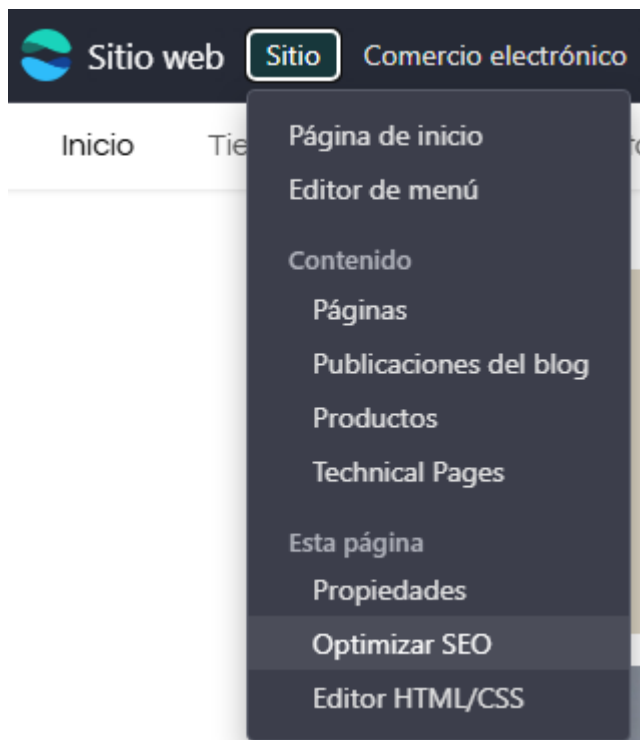 Sitio web Sitio Comercio electrónico
Inicio Tie
Página de inicio
Editor de menú
Contenido
Páginas
Publicaciones del blog
Productos
Technical Pages
Esta página
Propiedades
Optimizar SEO
Editor HTML/CSS